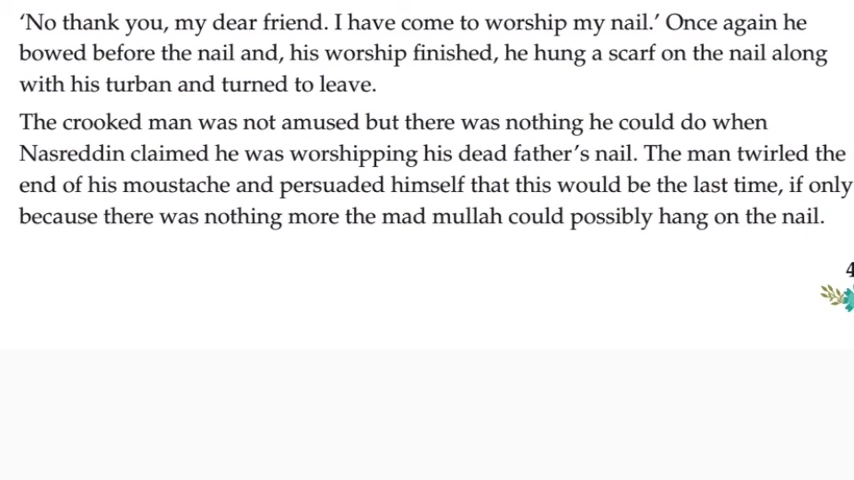 ‘No thank you, my dear friend. I have come to worship my nail.’ Once again he
bowed before the nail and, his worship finished, he hung a scarf on the nail along
with his turban and turned to leave.
The crooked man was not amused but there was nothing he could do when
Nasreddin claimed he was worshipping his dead father’s nail. The man twirled the
end of his moustache and persuaded himself that this would be the last time, if only
because there was nothing more the mad mullah could possibly hang on the nail.
4